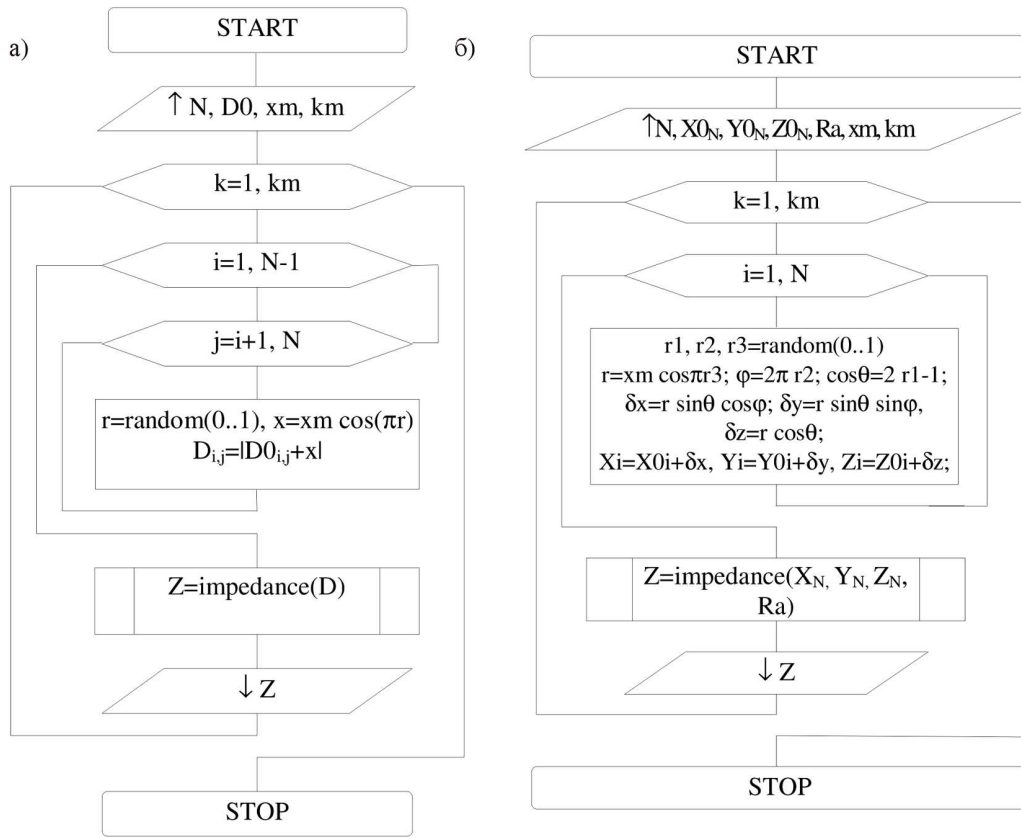 а)
START
↑ N, D0, xm, km
k=1, km
i=1, N-1
j=i+1, N
r=random(0..1), x=xm cos(πr)
Di,j=|D0i,j+x|
Z=impedance(D)
↓ Z
STOP
б)
START
↑N, X0N, Y0N, Z0N, Ra, xm, km
k=1, km
i=1, N
r1, r2, r3=random(0..1)
r=xm cosπr3; φ=2π r2; cosθ=2 r1-1;
δx=r sinθ cosφ; δy=r sinθ sinφ,
δz=r cosθ;
Xi=X0i+δx, Yi=Y0i+δy, Zi=Z0i+δz;
Z=impedance(XN, YN, ZN,
Ra)
↓ Z
STOP